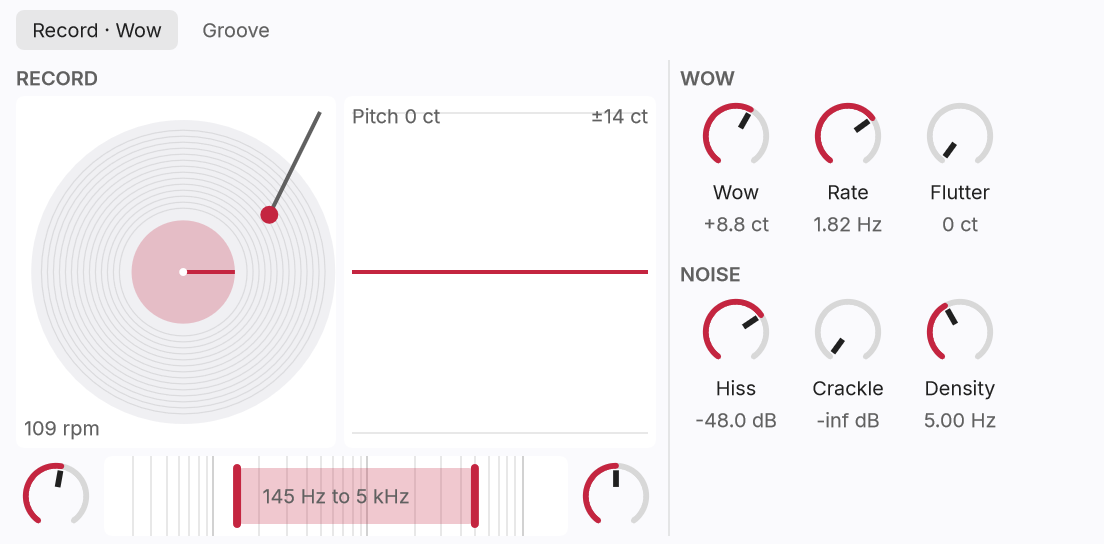 Record · Wow
Groove
RECORD
Pitch 0 ct
±14 ct
109 rpm
145 Hz to 5 kHz
WOW
Wow
Rate
Flutter
+8.8 ct
1.82 Hz
0 ct
NOISE
Hiss
Crackle
Density
-48.0 dB
-inf dB
5.00 Hz